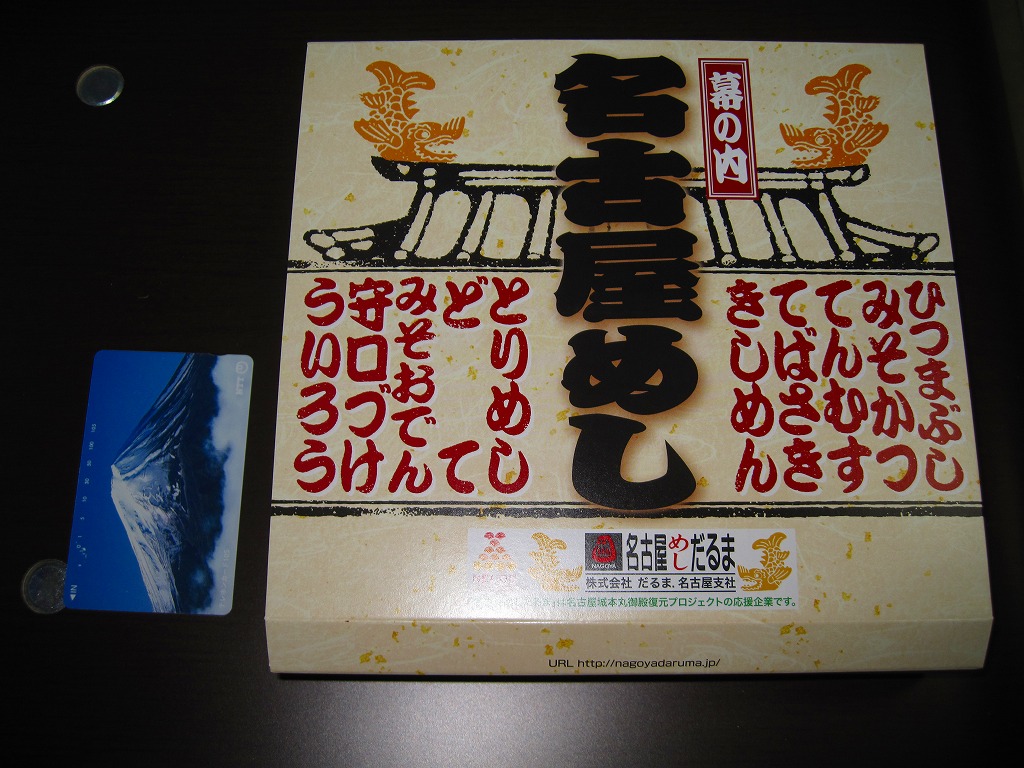 幕の内
名古屋めし
ひつまぶし
みそかつ
てんむす
てばさき
きしめん
とりめし
どて
みそおでん
守口づけ
ういろう
NAGOYA
名古屋めしだるま
株式会社 だるま.名古屋支社
は名古屋城本丸御殿復元プロジェクトの応援企業です。
URL http://nagoyadaruma.jp/